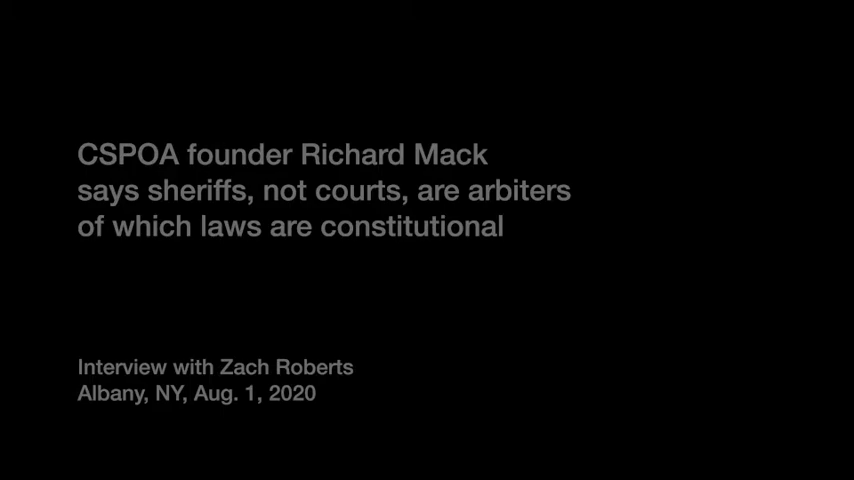 CSPOA founder Richard Mack
says sheriffs, not courts, are arbiters
of which laws are constitutional
Interview with Zach Roberts
Albany, NY, Aug. 1, 2020